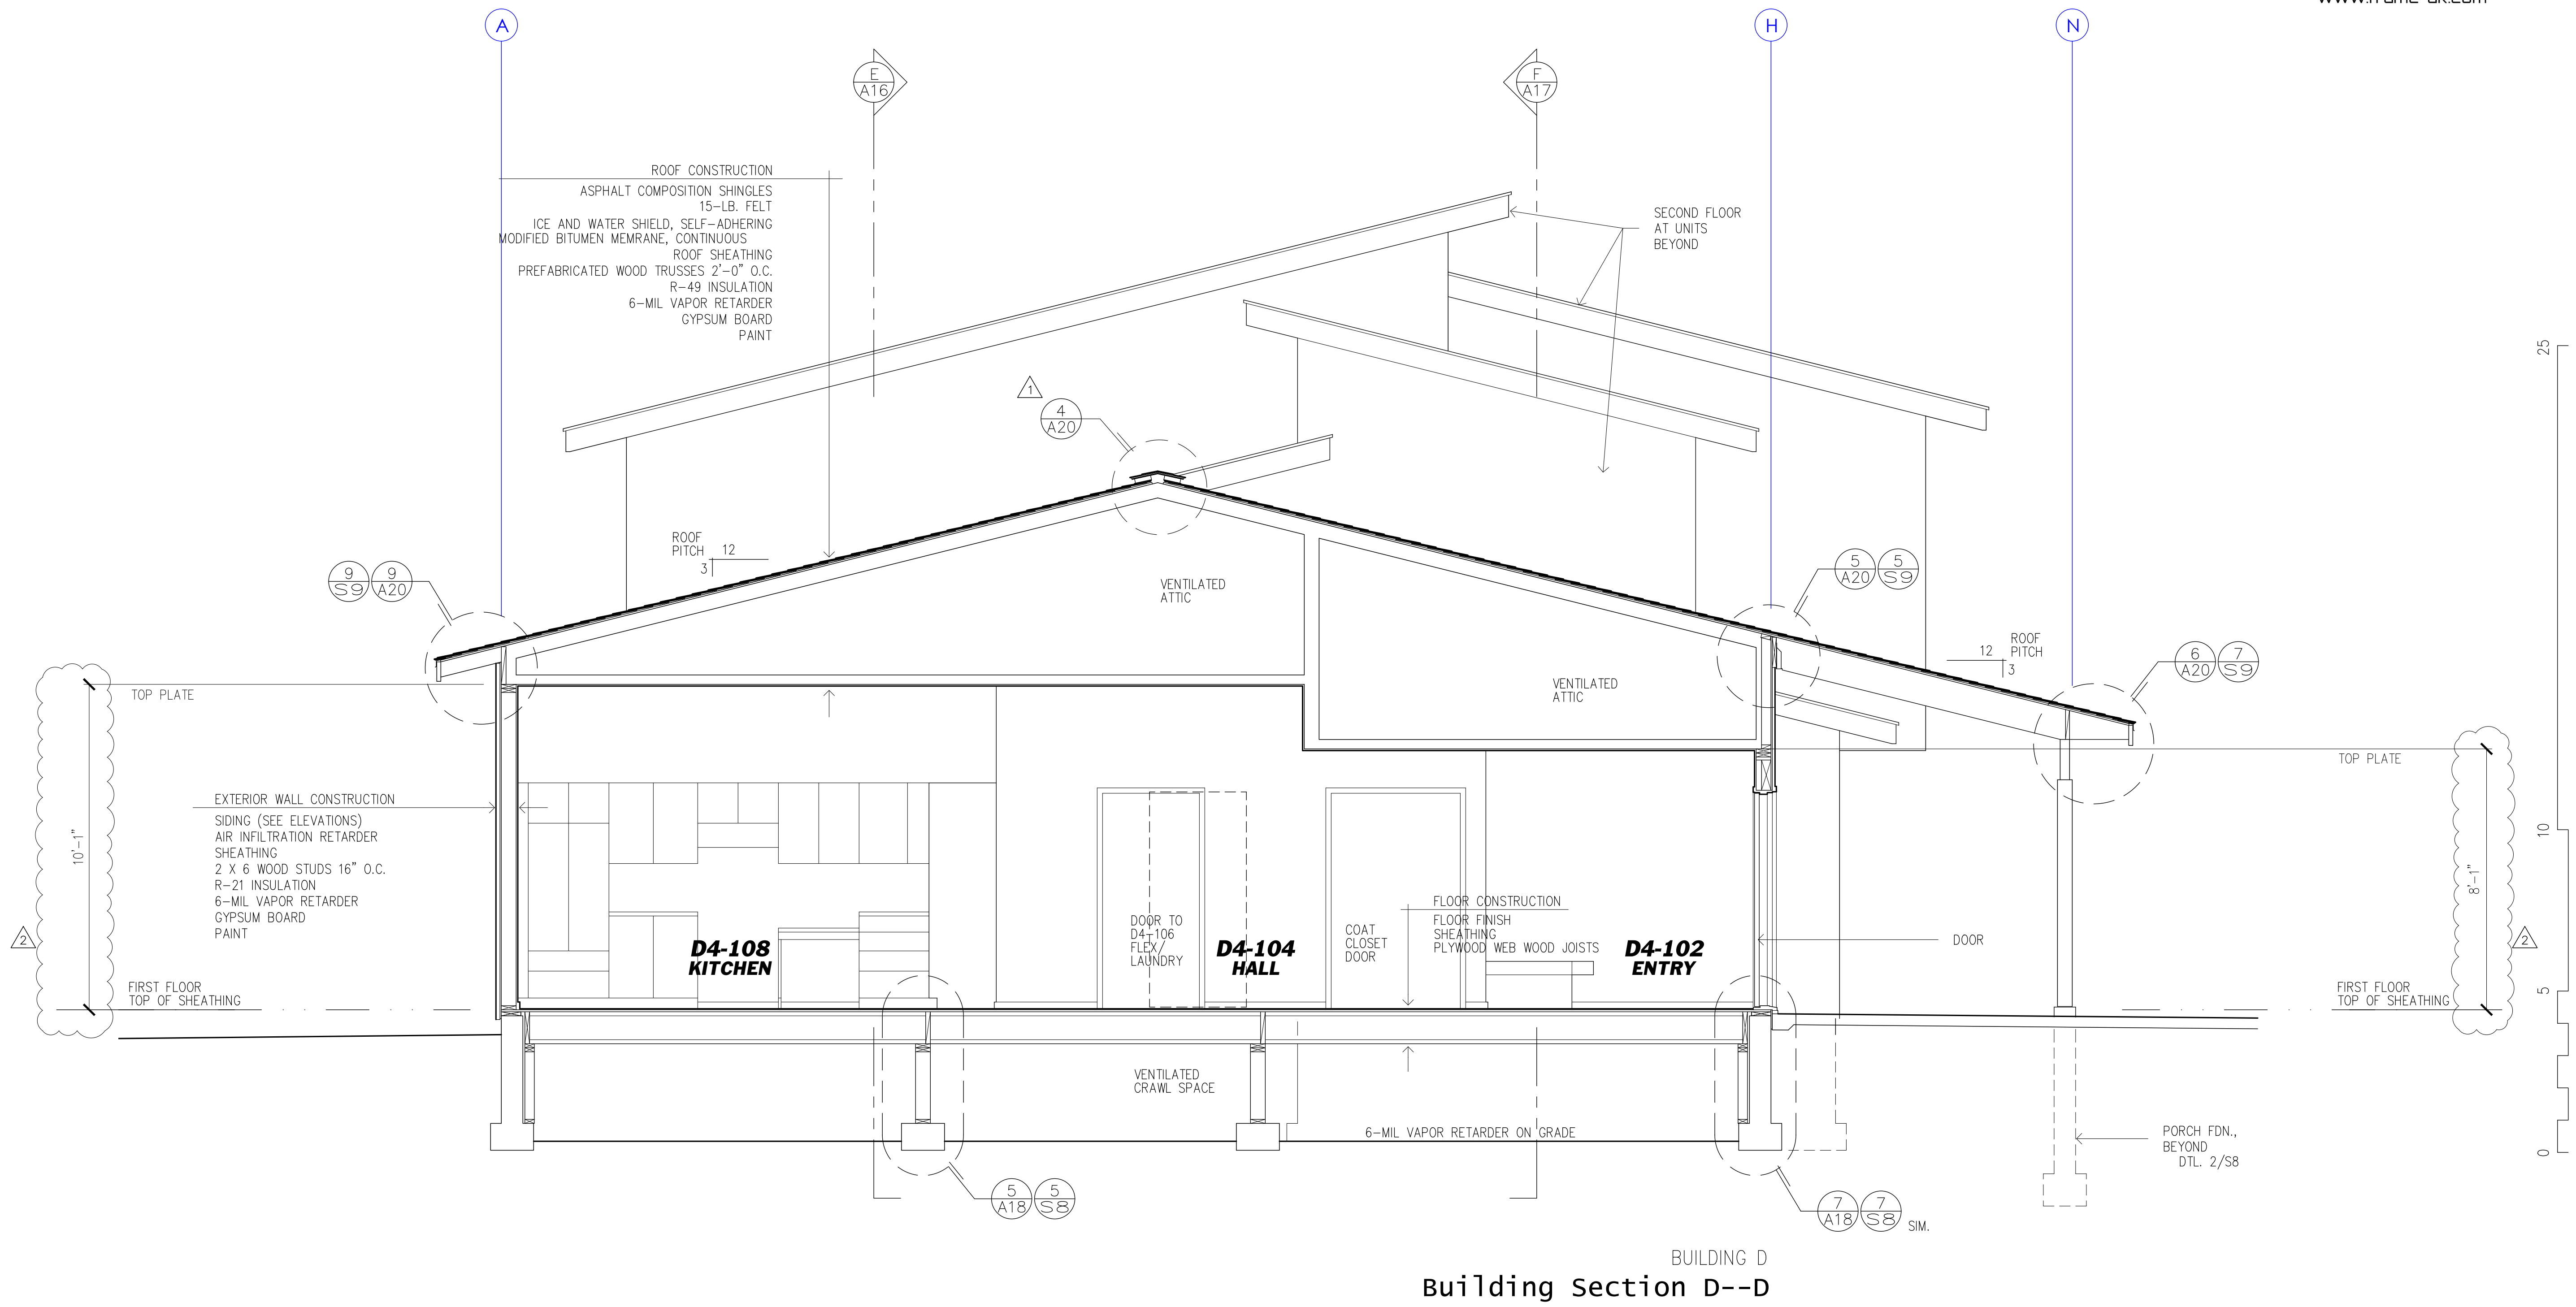 A
H
N
E
A16
F
A17
ROOF CONSTRUCTION
ASPHALT COMPOSITION SHINGLES
15-LB. FELT
ICE AND WATER SHIELD, SELF-ADHERING
MODIFIED BITUMEN MEMRANE, CONTINUOUS
ROOF SHEATHING
PREFABRICATED WOOD TRUSSES 2'-0" O.C.
R-49 INSULATION
6-MIL VAPOR RETARDER
GYPSUM BOARD
PAINT
SECOND FLOOR
AT UNITS
BEYOND
25
1
4
A20
ROOF
PITCH
12
3
VENTILATED
ATTIC
9
S9
9
A20
5
A20
5
S9
12
3
ROOF
PITCH
6
A20
7
S9
TOP PLATE
VENTILATED
ATTIC
TOP PLATE
EXTERIOR WALL CONSTRUCTION
SIDING (SEE ELEVATIONS)
AIR INFILTRATION RETARDER
SHEATHING
2 X 6 WOOD STUDS 16" O.C.
R-21 INSULATION
6-MIL VAPOR RETARDER
GYPSUM BOARD
PAINT
10'-1"
8'-1"
10
2
2
DOOR TO
D4-106
FLEX/
LAUNDRY
COAT
CLOSET
DOOR
FLOOR CONSTRUCTION
FLOOR FINISH
SHEATHING
PLYWOOD WEB WOOD JOISTS
D4-108
KITCHEN
D4-104
HALL
D4-102
ENTRY
DOOR
FIRST FLOOR
TOP OF SHEATHING
FIRST FLOOR
TOP OF SHEATHING
5
VENTILATED
CRAWL SPACE
6-MIL VAPOR RETARDER ON GRADE
PORCH FDN.,
BEYOND
DTL. 2/S8
0
5
A18
5
S8
7
A18
7
S8
SIM.
BUILDING D
Building Section D--D